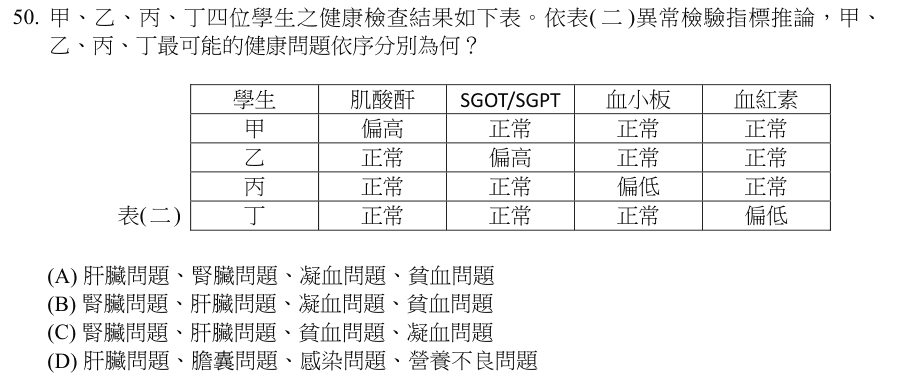 50. 甲、乙、丙、丁四位學生之健康檢查結果如下表。依表(二)異常檢驗指標推論，甲、
乙、丙、丁最可能的健康問題依序分別為何？
學生 肌酸酐 SGOT/SGPT 血小板 血紅素
甲 偏高 正常 正常 正常
乙 正常 偏高 正常 正常
丙 正常 正常 偏低 正常
表(二) 丁 正常 正常 正常 偏低
(A) 肝臟問題、腎臟問題、凝血問題、貧血問題
(B) 腎臟問題、肝臟問題、凝血問題、貧血問題
(C) 腎臟問題、肝臟問題、貧血問題、凝血問題
(D) 肝臟問題、膽囊問題、感染問題、營養不良問題